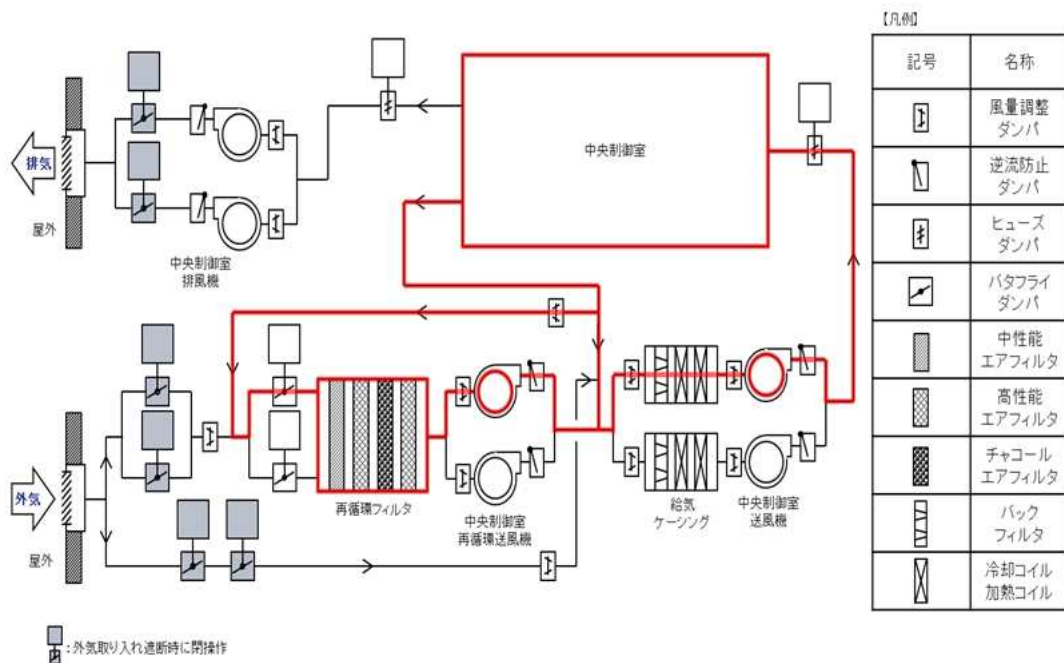 【凡例】
記号
名称
風量調整
ダンパ
逆流防止
ダンパ
ヒューズ
ダンパ
バタフライ
ダンパ
中性能
エアフィルタ
高性能
エアフィルタ
チャコール
エアフィルタ
バック
フィルタ
冷却コイル
加熱コイル
排気
屋外
中央制御室
排風機
中央制御室
外気
屋外
再循環フィルタ
中央制御室
再循環送風機
給気
ケーシング
中央制御室
送風機
:外気取り入れ遮断時に閉操作